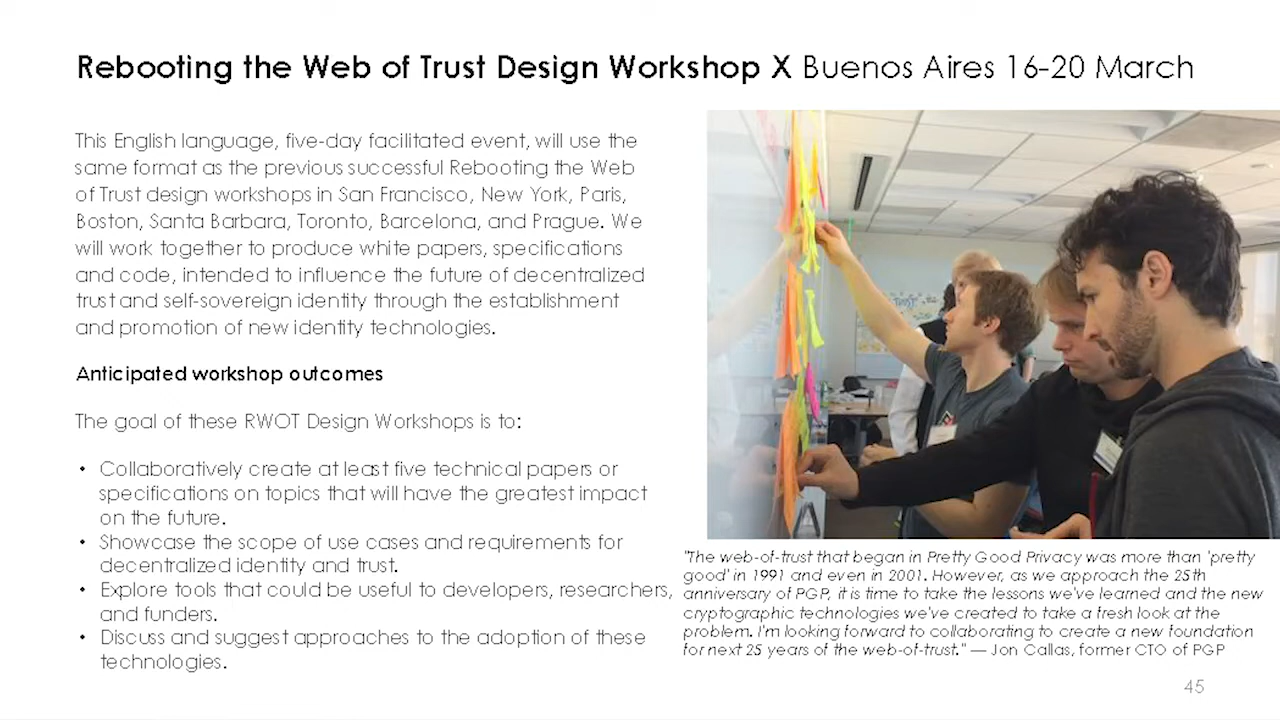 Rebooting the Web of Trust Design Workshop X Buenos Aires 16-20 March
This English language, five-day facilitated event, will use the
same format as the previous successful Rebooting the Web
of Trust design workshops in San Francisco, New York, Paris,
Boston, Santa Barbara, Toronto, Barcelona, and Prague. We
will work together to produce white papers, specifications
and code, intended to influence the future of decentralized
trust and self-sovereign identity through the establishment
and promotion of new identity technologies.
Anticipated workshop outcomes
The goal of these RWOT Design Workshops is to:
• Collaboratively create at least five technical papers or
specifications on topics that will have the greatest impact
on the future.
• Showcase the scope of use cases and requirements for
decentralized identity and trust.
• Explore tools that could be useful to developers, researchers,
and funders.
• Discuss and suggest approaches to the adoption of these
technologies.
"The web-of-trust that began in Pretty Good Privacy was more than 'pretty
good' in 1991 and even in 2001. However, as we approach the 25th
anniversary of PGP, it is time to take the lessons we've learned and the new
cryptographic technologies we've created to take a fresh look at the
problem. I'm looking forward to collaborating to create a new foundation
for next 25 years of the web-of-trust." — Jon Callas, former CTO of PGP
45